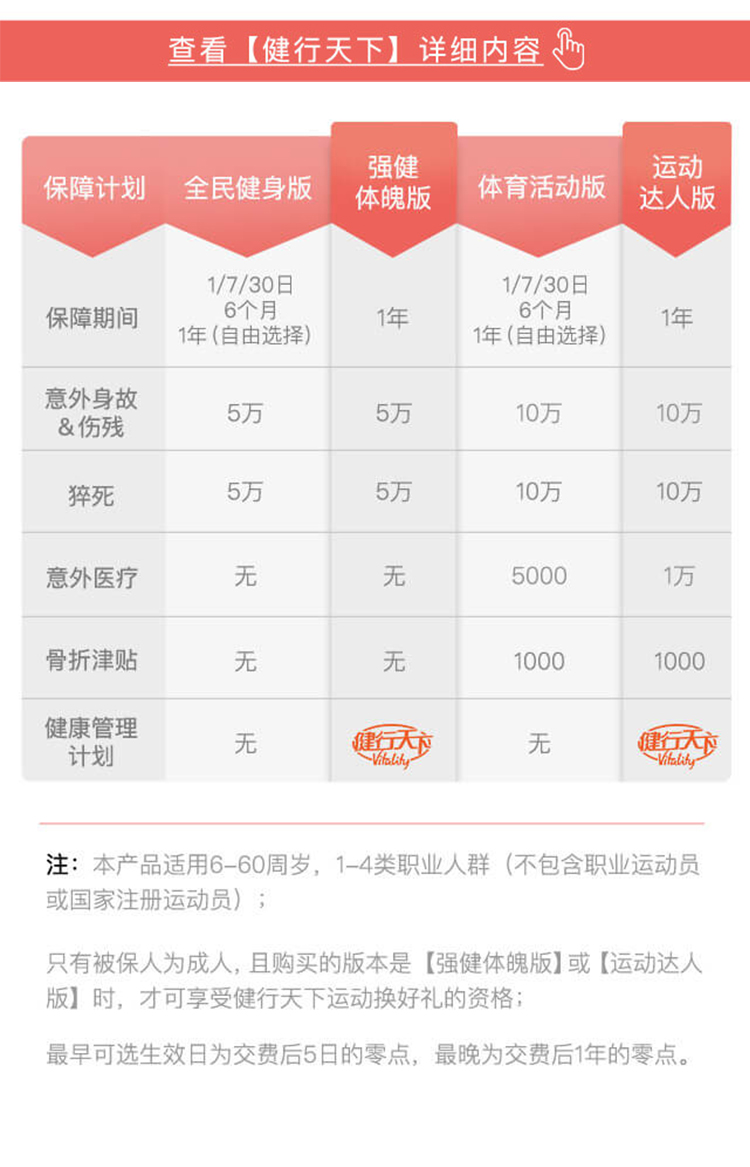 查看【健行天下】详细内容
保障计划 全民健身版 强健体魄版 体育活动版 运动达人版
保障期间 1/7/30日 6个月 1年(自由选择) 1年 1/7/30日 6个月 1年(自由选择) 1年
意外身故&伤残 5万 5万 10万 10万
猝死 5万 5万 10万 10万
意外医疗 无 无 5000 1万
骨折津贴 无 无 1000 1000
健康管理计划 无 健行天下 Vitality 无 健行天下 Vitality
注：本产品适用6-60周岁，1-4类职业人群（不包含职业运动员
或国家注册运动员）；
只有被保人为成人，且购买的版本是【强健体魄版】或【运动达人
版】时，才可享受健行天下运动换好礼的资格；
最早可选生效日为交费后5日的零点，最晚为交费后1年的零点。